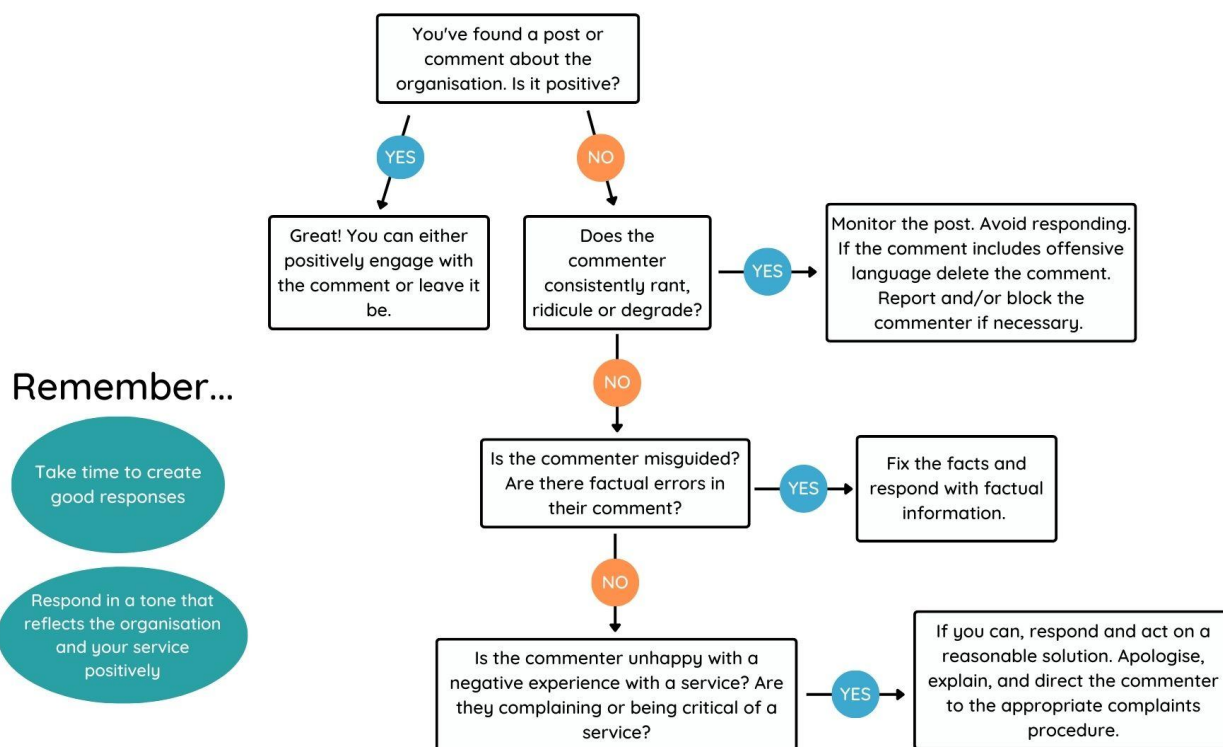 You've found a post or
comment about the
organisation. Is it positive?
YES
NO
Great! You can either
positively engage with
the comment or leave it
be.
Does the
commenter
consistently rant,
ridicule or degrade?
YES
Monitor the post. Avoid responding.
If the comment includes offensive
language delete the comment.
Report and/or block the
commenter if necessary.
NO
Remember...
Take time to create
good responses
Is the commenter misguided?
Are there factual errors in
their comment?
YES
Fix the facts and
respond with factual
information.
NO
Respond in a tone that
reflects the organisation
and your service
positively
Is the commenter unhappy with a
negative experience with a service? Are
they complaining or being critical of a
service?
YES
If you can, respond and act on a
reasonable solution. Apologise,
explain, and direct the commenter
to the appropriate complaints
procedure.